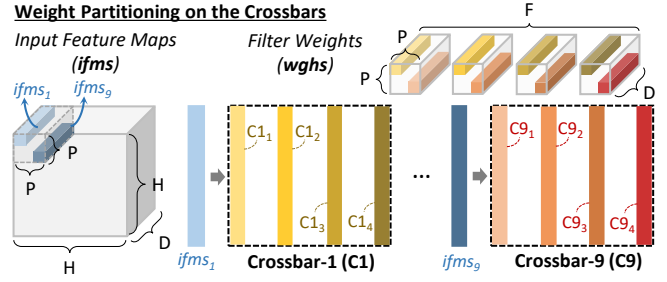 Weight Partitioning on the Crossbars
Input Feature Maps
(ifms)
Filter Weights
(wghs)
F
P
P
D
ifms1
ifms9
P
P
H
D
H
ifms1
C1₁
C1₂
C1₃
C1₄
Crossbar-1 (C1)
...
ifms9
C9₁
C9₂
C9₃
C9₄
Crossbar-9 (C9)